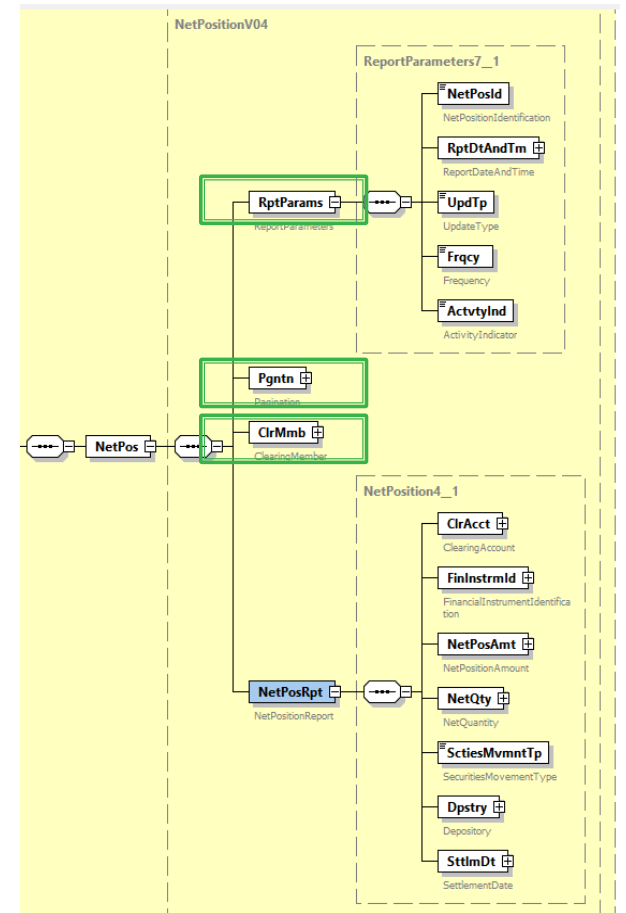 NetPositionV04
ReportParameters7__1
NetPosId
NetPositionIdentification
RptDtAndTm
ReportDateAndTime
RptParams
ReportParameters
UpdTp
UpdateType
Frqcy
Frequency
ActvtyInd
ActivityIndicator
Pgntn
Pagination
ClrMmb
ClearingMember
NetPos
NetPosition4__1
ClrAcct
ClearingAccount
FinInstrmId
FinancialInstrumentIdentifica
tion
NetPosAmt
NetPositionAmount
NetPosRpt
NetPositionReport
NetQty
NetQuantity
SctiesMvmntTp
SecuritiesMovementType
Dpstry
Depository
SttlmDt
SettlementDate